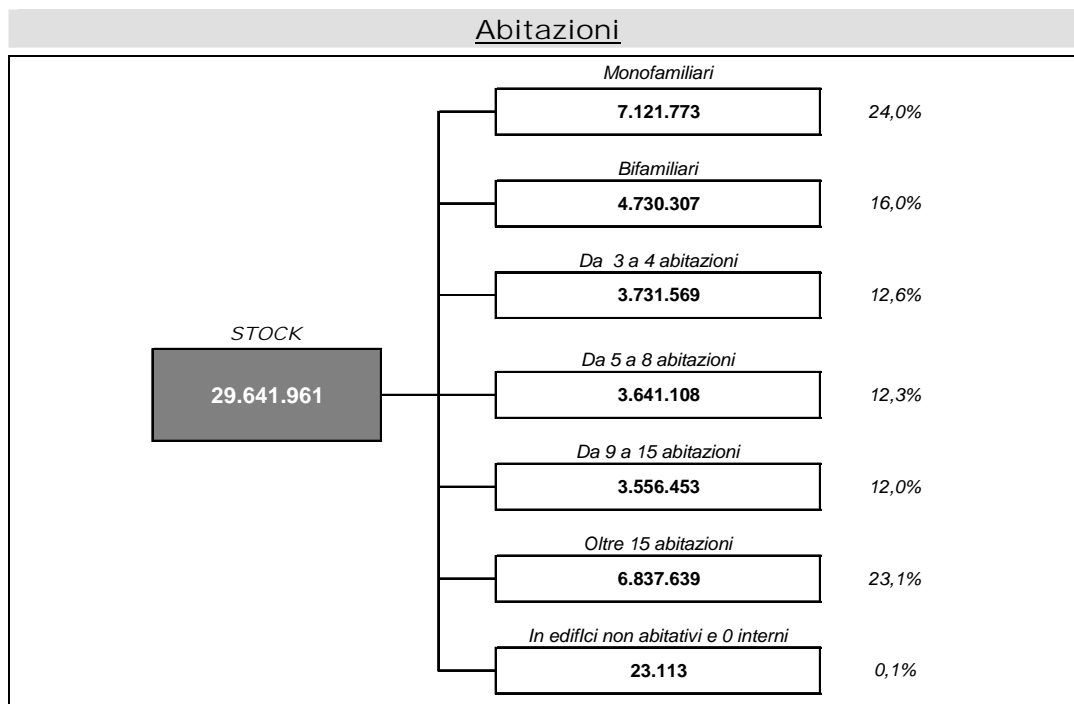 Abitazioni
Monofamiliari
7.121.773 24,0%
Bifamiliari
4.730.307 16,0%
Da 3 a 4 abitazioni
3.731.569 12,6%
STOCK
29.641.961
Da 5 a 8 abitazioni
3.641.108 12,3%
Da 9 a 15 abitazioni
3.556.453 12,0%
Oltre 15 abitazioni
6.837.639 23,1%
In edifIci non abitativi e 0 interni
23.113 0,1%